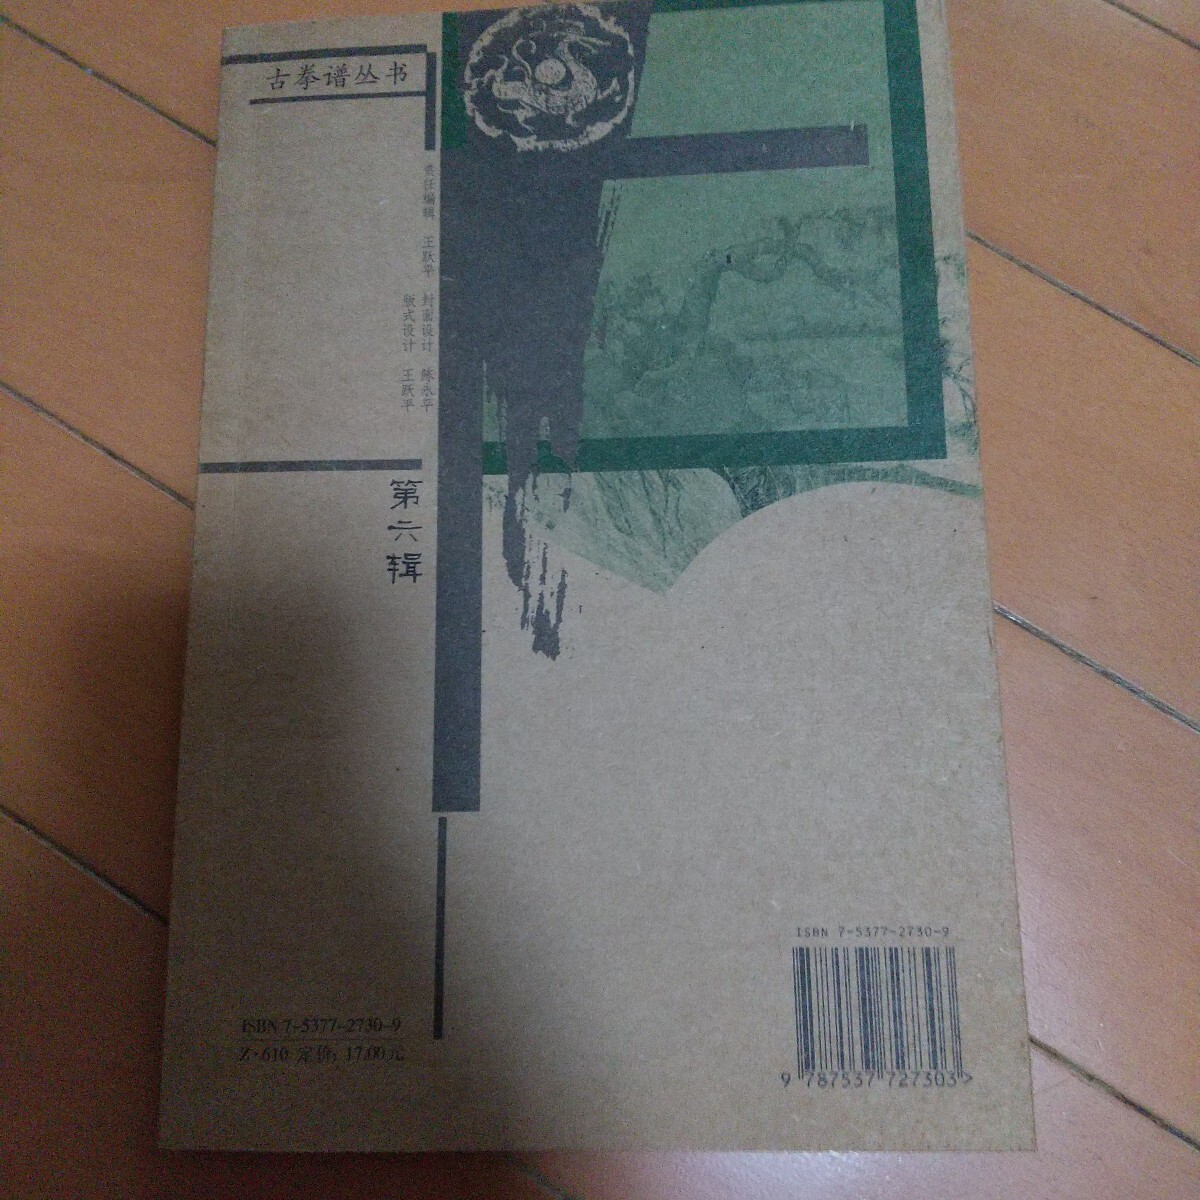 古拳谱丛书
责任编辑 王跃平
封面设计 陈永平
版式设计 王跃平
第六辑
ISBN 7-5377-2730-9
9 787537 727303>
ISBN 7-5377-2730-9
Z·610 定价：17.00元